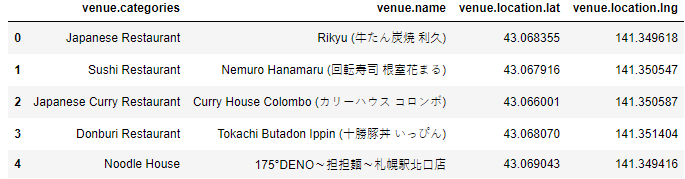 venue.categories venue.name venue.location.lat venue.location.lng
0 Japanese Restaurant Rikyu (牛たん炭焼 利久) 43.068355 141.349618
1 Sushi Restaurant Nemuro Hanamaru (回転寿司 根室花まる) 43.067916 141.350547
2 Japanese Curry Restaurant Curry House Colombo (カリーハウス コロンボ) 43.066001 141.350587
3 Donburi Restaurant Tokachi Butadon Ippin (十勝豚丼 いっぴん) 43.068070 141.351404
4 Noodle House 175°DENO～担担麺～札幌駅北口店 43.069043 141.349416